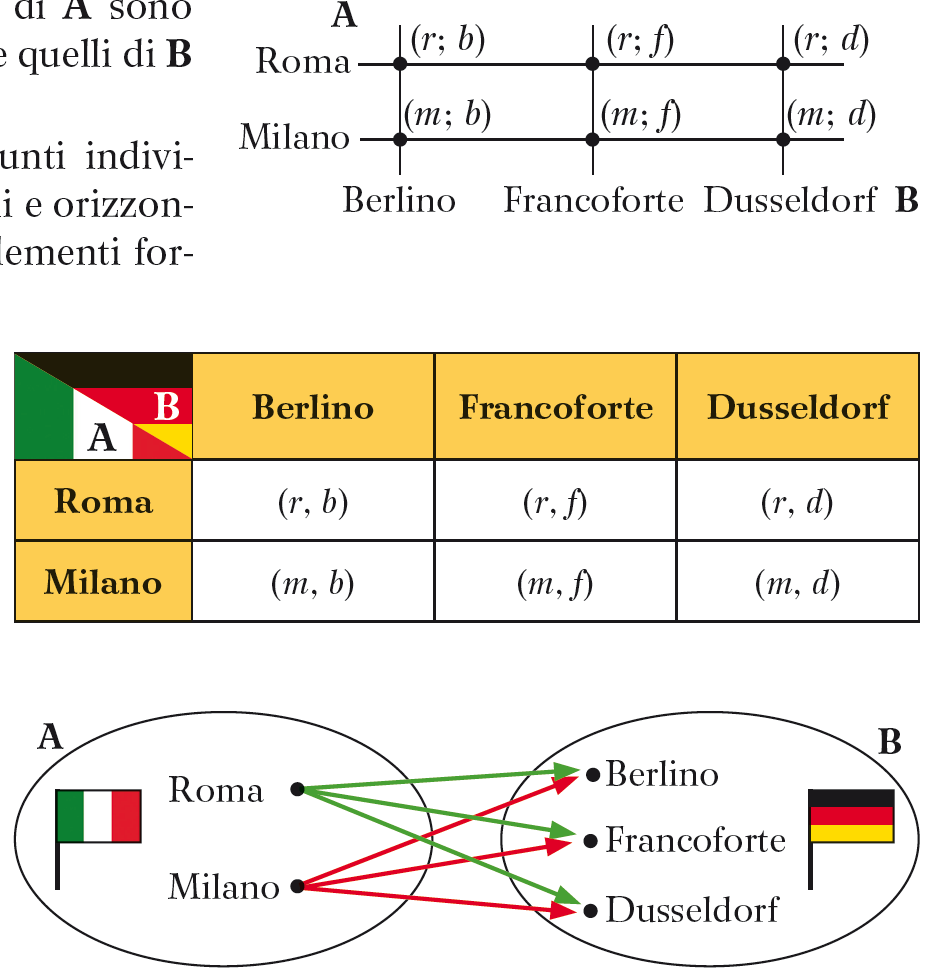 di A sono
e quelli di B
unti indivi-
i e orizzon-
lementi for-
A
(r; b) (r; f) (r; d)
Roma
(m; b) (m; f) (m; d)
Milano
Berlino Francoforte Dusseldorf B
B A Berlino Francoforte Dusseldorf
Roma (r, b) (r, f) (r, d)
Milano (m, b) (m, f) (m, d)
A B
Roma Berlino
Francoforte
Milano Dusseldorf